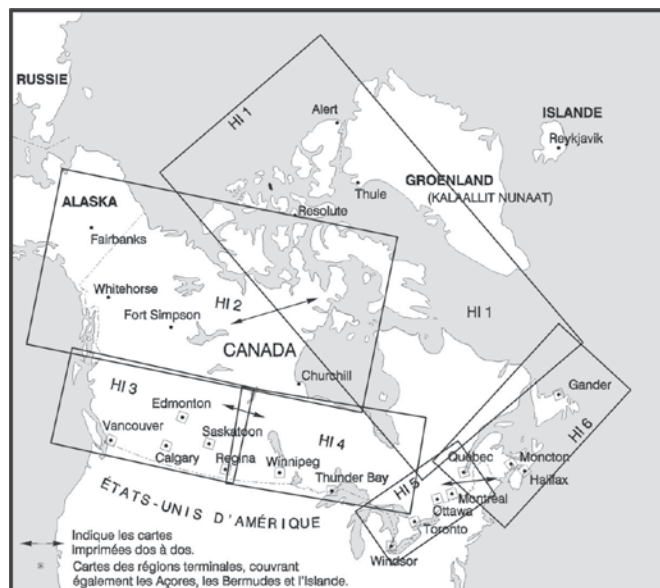 RUSSIE
Alert
ISLANDE
Reykjavik
HI 1
GROENLAND
(KALAALLIT NUNAAT)
Thule
Resolute
ALASKA
Fairbanks
Whitehorse
HI 2
HI 1
Fort Simpson
CANADA
Churchill
HI 3
Gander
Edmonton
HI 6
Vancouver
Saskatoon
HI 4
Québec
Moncton
Calgary
Regina
Winnipeg
Halifax
Thunder Bay
HI 5
Montréal
Ottawa
ÉTATS-UNIS D'AMÉRIQUE
Toronto
Windsor
Indique les cartes
Imprimées dos à dos.
Cartes des régions terminales, couvrant
également les Açores, les Bermudes et l'Islande.